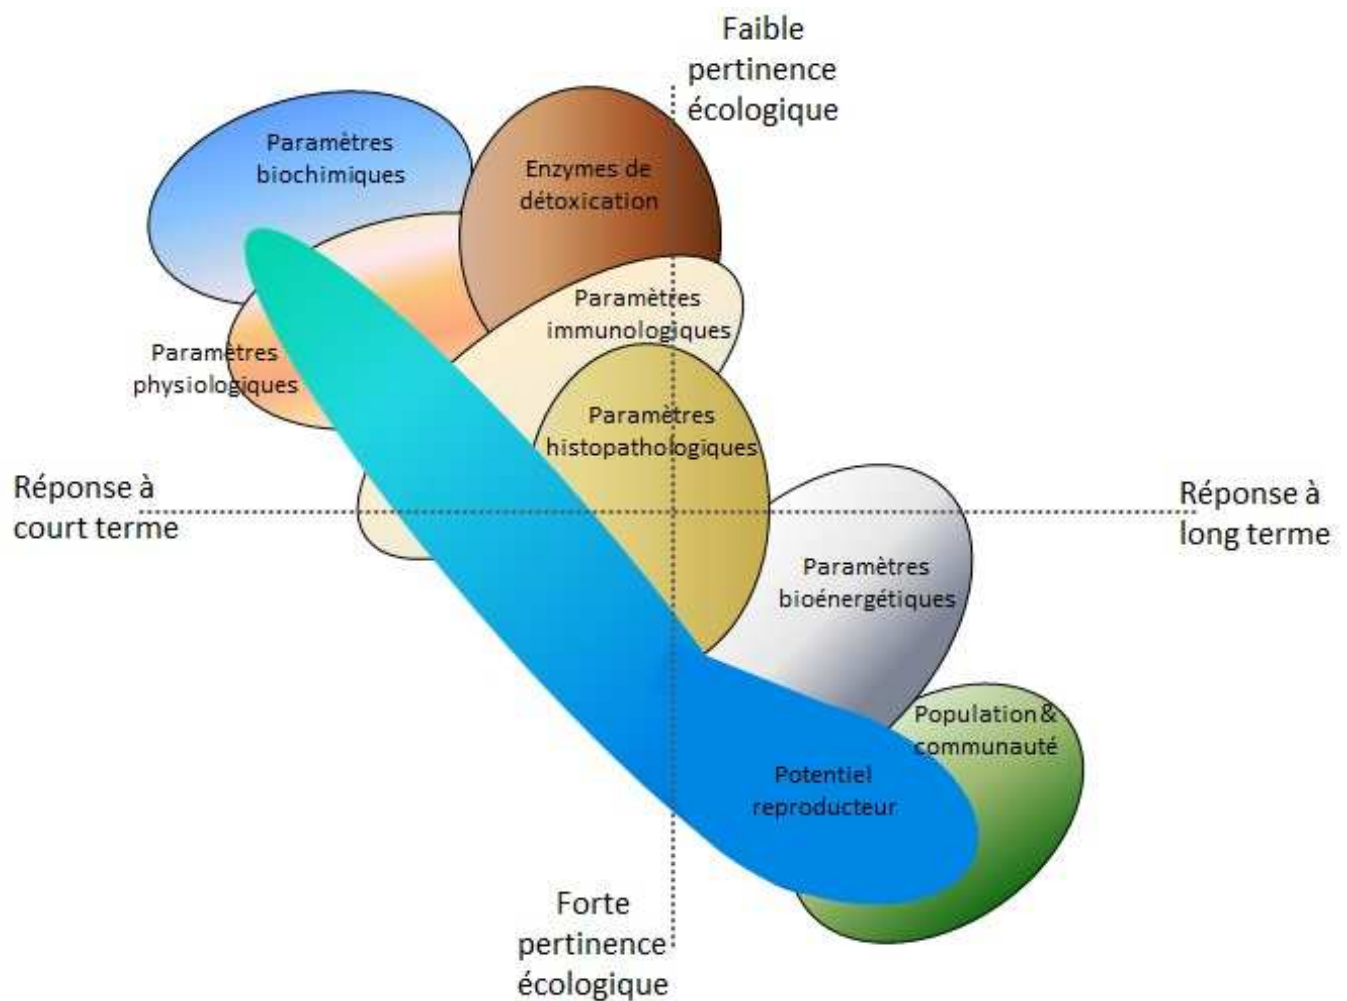 Faible
pertinence
écologique
Paramètres
biochimiques
Enzymes de
détoxication
Paramètres
immunologiques
Paramètres
physiologiques
Paramètres
histopathologiques
Réponse à
court terme
Réponse à
long terme
Paramètres
bioénergétiques
Population &
communauté
Potentiel
reproducteur
Forte
pertinence
écologique